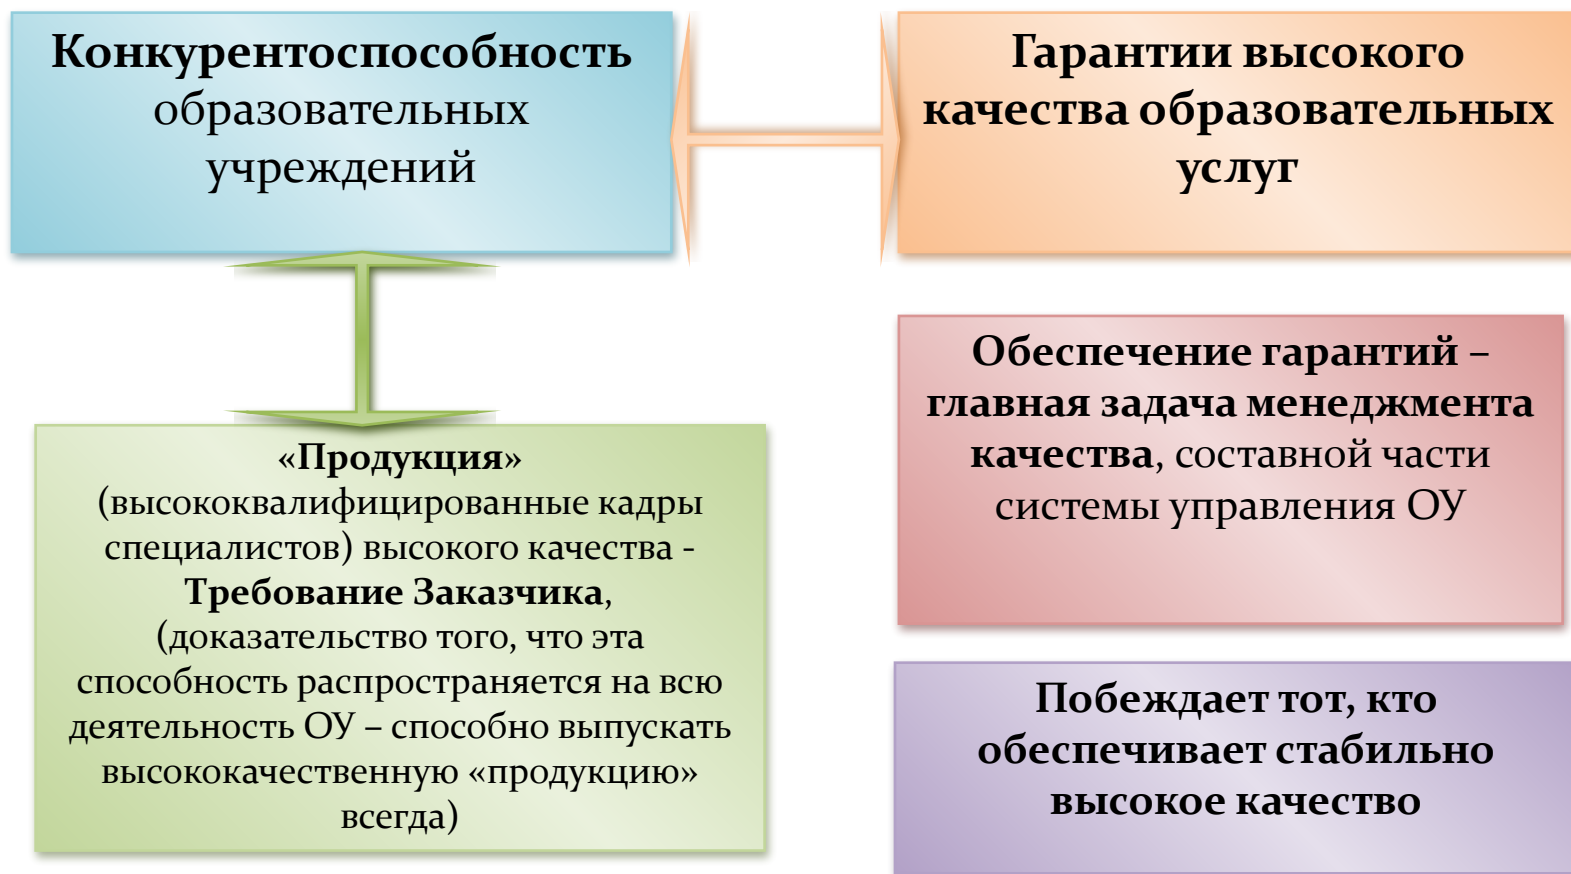 Конкурентоспособность
образовательных
учреждений
Гарантии высокого
качества образовательных
услуг
«Продукция»
(высококвалифицированные кадры
специалистов) высокого качества -
Требование Заказчика,
(доказательство того, что эта
способность распространяется на всю
деятельность ОУ – способно выпускать
высококачественную «продукцию»
всегда)
Обеспечение гарантий –
главная задача менеджмента
качества, составной части
системы управления ОУ
Побеждает тот, кто
обеспечивает стабильно
высокое качество